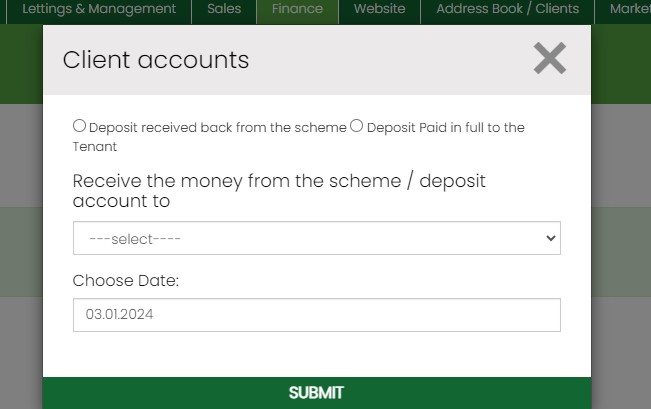 Lettings & Management Sales Finance Website Address Book / Clients
Client accounts
Deposit received back from the scheme Deposit Paid in full to the
Tenant
Receive the money from the scheme / deposit
account to
---select----
Choose Date:
03.01.2024
SUBMIT